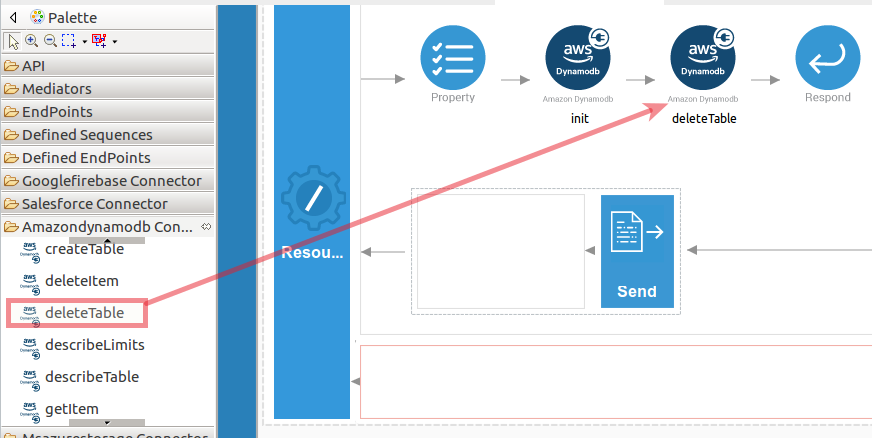 Palette
API
Mediators
EndPoints
Defined Sequences
Defined EndPoints
Googlefirebase Connector
Salesforce Connector
Amazondynamodb Con...
createTable
deleteItem
deleteTable
describeLimits
describeTable
getItem
Msazurestorage Connector
Property
aws
Dynamodb
Amazon Dynamodb
init
aws
Dynamodb
Amazon Dynamodb
deleteTable
Respond
Resou...
Send